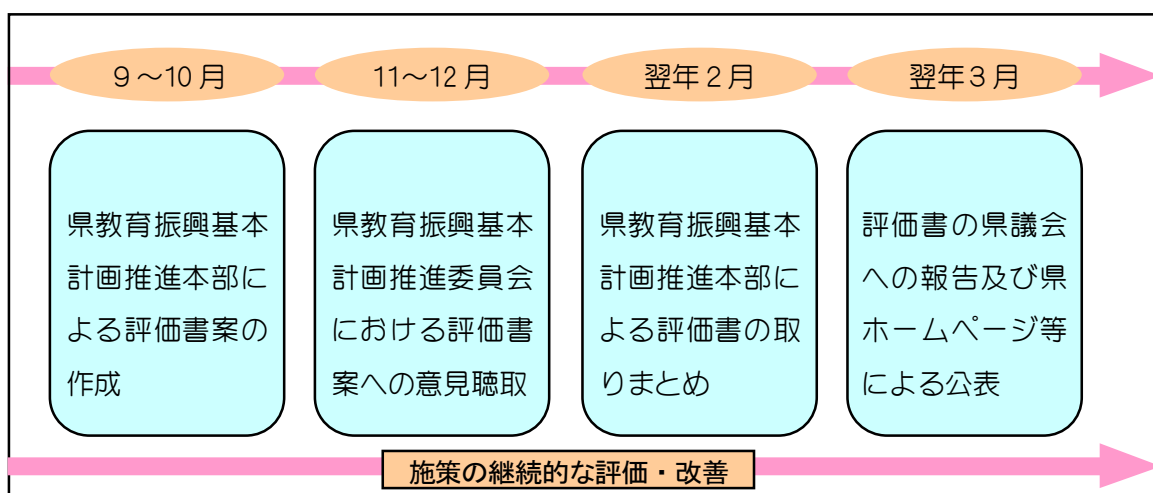 ９～10月
11～12月
翌年２月
翌年３月
県教育振興基本
計画推進本部に
よる評価書案の
作成
県教育振興基本
計画推進委員会
における評価書
案への意見聴取
県教育振興基本
計画推進本部に
よる評価書の取
りまとめ
評価書の県議会
への報告及び県
ホームページ等
による公表
施策の継続的な評価・改善